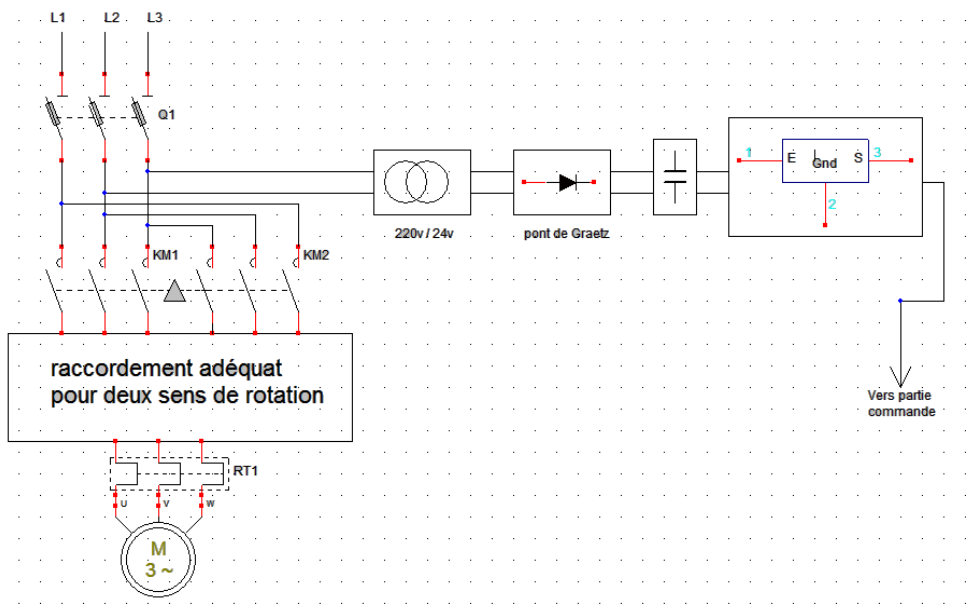 L1 L2 L3
Q1
1 E Gnd S 3
2
220v / 24v
pont de Graetz
KM1
KM2
raccordement adéquat
pour deux sens de rotation
Vers partie
commande
RT1
U V W
M
3 ~